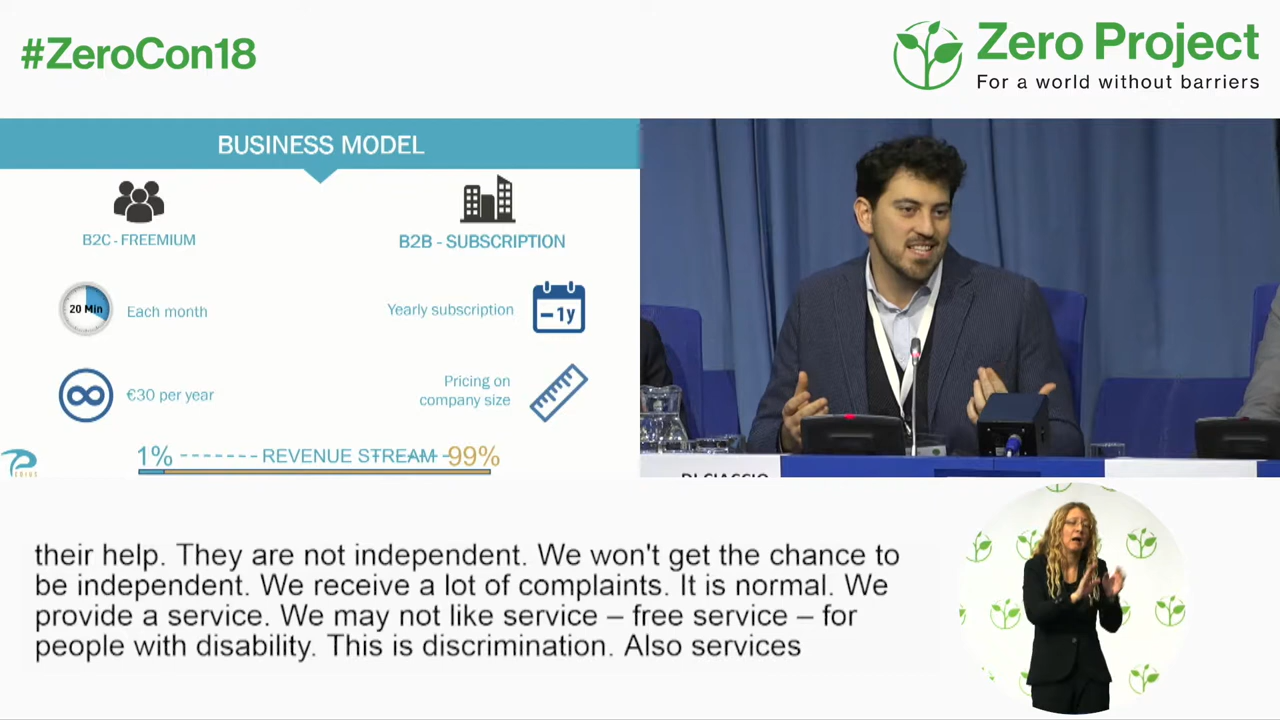 #ZeroCon18
Zero Project
For a world without barriers
BUSINESS MODEL
B2C - FREEMIUM
B2B - SUBSCRIPTION
20 Min
Each month
Yearly subscription
1y
€30 per year
Pricing on
company size
1%
REVENUE STREAM
99%
DI CIACCIO
their help. They are not independent. We won't get the chance to
be independent. We receive a lot of complaints. It is normal. We
provide a service. We may not like service – free service – for
people with disability. This is discrimination. Also services